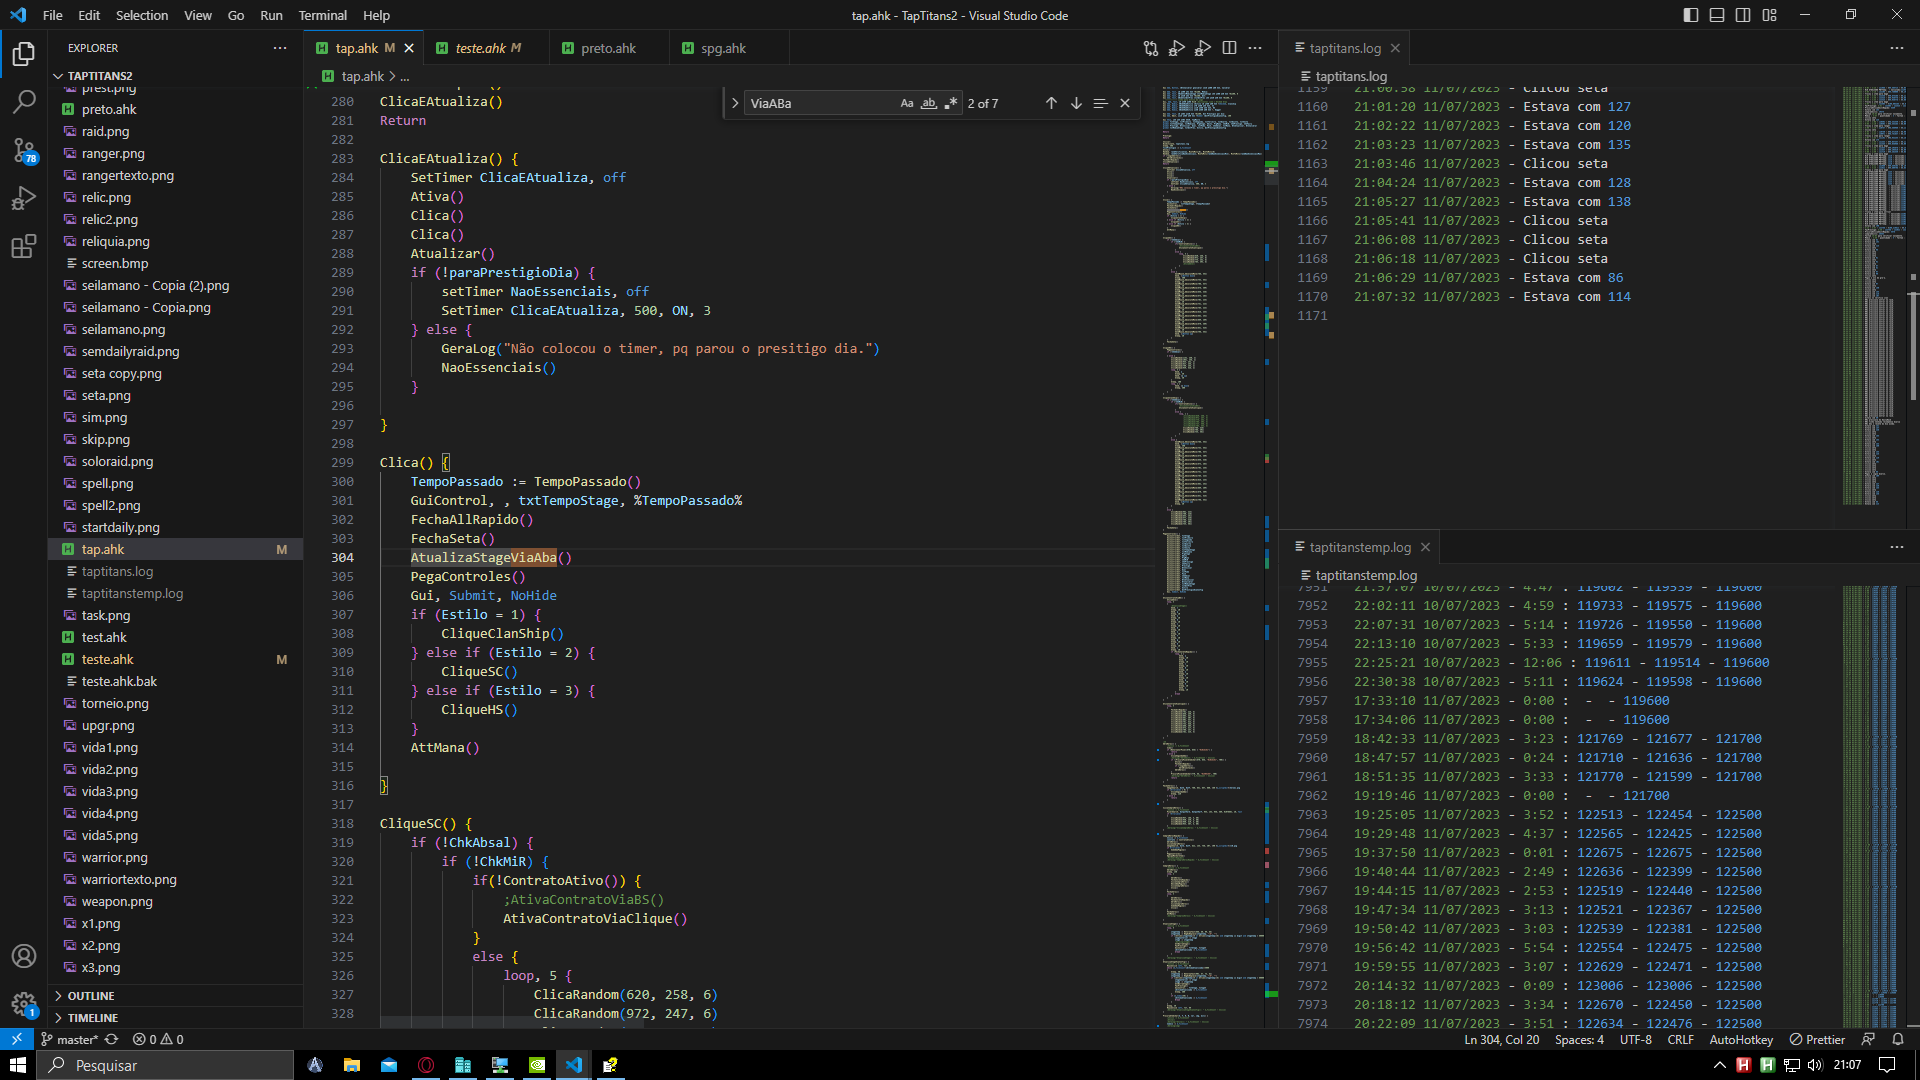 File Edit Selection View Go Run Terminal Help
tap.ahk - TapTitans2 - Visual Studio Code
EXPLORER
TAPTITANS2
prest.png
preto.ahk
raid.png
ranger.png
rangertexto.png
relic.png
relic2.png
reliquia.png
screen.bmp
seilamano - Copia (2).png
seilamano - Copia.png
seilamano.png
semdailyraid.png
seta copy.png
seta.png
sim.png
skip.png
soloraid.png
spell.png
spell2.png
startdaily.png
tap.ahk M
taptitans.log
taptitanstemp.log
task.png
test.ahk
teste.ahk M
teste.ahk.bak
torneio.png
upgr.png
vida1.png
vida2.png
vida3.png
vida4.png
vida5.png
warrior.png
warriortexto.png
weapon.png
x1.png
x2.png
x3.png
OUTLINE
TIMELINE
78
1
tap.ahk M
teste.ahk M
preto.ahk
spg.ahk
tap.ahk > ...
ViaABa
Aa ab
2 of 7
280 ClicaEAtualiza()
281 Return
282
283 ClicaEAtualiza() {
284 SetTimer ClicaEAtualiza, off
285 Ativa()
286 Clica()
287 Clica()
288 Atualizar()
289 if (!paraPrestigioDia) {
290 setTimer NaoEssenciais, off
291 SetTimer ClicaEAtualiza, 500, ON, 3
292 } else {
293 GeraLog("Não colocou o timer, pq parou o presitigo dia.")
294 NaoEssenciais()
295 }
296
297 }
298
299 Clica() {
300 TempoPassado := TempoPassado()
301 GuiControl, , txtTempoStage, %TempoPassado%
302 FechaAllRapido()
303 FechaSeta()
304 AtualizaStageViaAba()
305 PegaControles()
306 Gui, Submit, NoHide
307 if (Estilo = 1) {
308 CliqueClanShip()
309 } else if (Estilo = 2) {
310 CliqueSC()
311 } else if (Estilo = 3) {
312 CliqueHS()
313 }
314 AttMana()
315
316 }
317
318 CliqueSC() {
319 if (!ChkAbsal) {
320 if (!ChkMiR) {
321 if(!ContratoAtivo()) {
322 ;AtivaContratoViaBS()
323 AtivaContratoViaClique()
324 }
325 else {
326 loop, 5 {
327 ClicaRandom(620, 258, 6)
328 ClicaRandom(972, 247, 6)
taptitans.log
taptitans.log
1159 21:00:38 11/07/2023 - Clicou seta
1160 21:01:20 11/07/2023 - Estava com 127
1161 21:02:22 11/07/2023 - Estava com 120
1162 21:03:23 11/07/2023 - Estava com 135
1163 21:03:46 11/07/2023 - Clicou seta
1164 21:04:24 11/07/2023 - Estava com 128
1165 21:05:27 11/07/2023 - Estava com 138
1166 21:05:41 11/07/2023 - Clicou seta
1167 21:06:08 11/07/2023 - Clicou seta
1168 21:06:18 11/07/2023 - Clicou seta
1169 21:06:29 11/07/2023 - Estava com 86
1170 21:07:32 11/07/2023 - Estava com 114
1171
taptitanstemp.log
taptitanstemp.log
7951 21:57:07 10/07/2023 - 4:47 : 119602 - 119559 - 119600
7952 22:02:11 10/07/2023 - 4:59 : 119733 - 119575 - 119600
7953 22:07:31 10/07/2023 - 5:14 : 119726 - 119550 - 119600
7954 22:13:10 10/07/2023 - 5:33 : 119659 - 119579 - 119600
7955 22:25:21 10/07/2023 - 12:06 : 119611 - 119514 - 119600
7956 22:30:38 10/07/2023 - 5:11 : 119624 - 119598 - 119600
7957 17:33:10 11/07/2023 - 0:00 : - - 119600
7958 17:34:06 11/07/2023 - 0:00 : - - 119600
7959 18:42:33 11/07/2023 - 3:23 : 121769 - 121677 - 121700
7960 18:47:57 11/07/2023 - 0:24 : 121710 - 121636 - 121700
7961 18:51:35 11/07/2023 - 3:33 : 121770 - 121599 - 121700
7962 19:19:46 11/07/2023 - 0:00 : - - 121700
7963 19:25:05 11/07/2023 - 3:52 : 122513 - 122454 - 122500
7964 19:29:48 11/07/2023 - 4:37 : 122565 - 122425 - 122500
7965 19:37:50 11/07/2023 - 0:01 : 122675 - 122675 - 122500
7966 19:40:44 11/07/2023 - 2:49 : 122636 - 122399 - 122500
7967 19:44:15 11/07/2023 - 2:53 : 122519 - 122440 - 122500
7968 19:47:34 11/07/2023 - 3:13 : 122521 - 122367 - 122500
7969 19:50:42 11/07/2023 - 3:03 : 122539 - 122381 - 122500
7970 19:56:42 11/07/2023 - 5:54 : 122554 - 122475 - 122500
7971 19:59:55 11/07/2023 - 3:07 : 122629 - 122471 - 122500
7972 20:14:32 11/07/2023 - 0:09 : 123006 - 123006 - 122500
7973 20:18:12 11/07/2023 - 3:34 : 122670 - 122450 - 122500
7974 20:22:09 11/07/2023 - 3:51 : 122634 - 122476 - 122500
master* 0 0
Ln 304, Col 20 Spaces: 4 UTF-8 CRLF AutoHotkey Prettier
Pesquisar
21:07